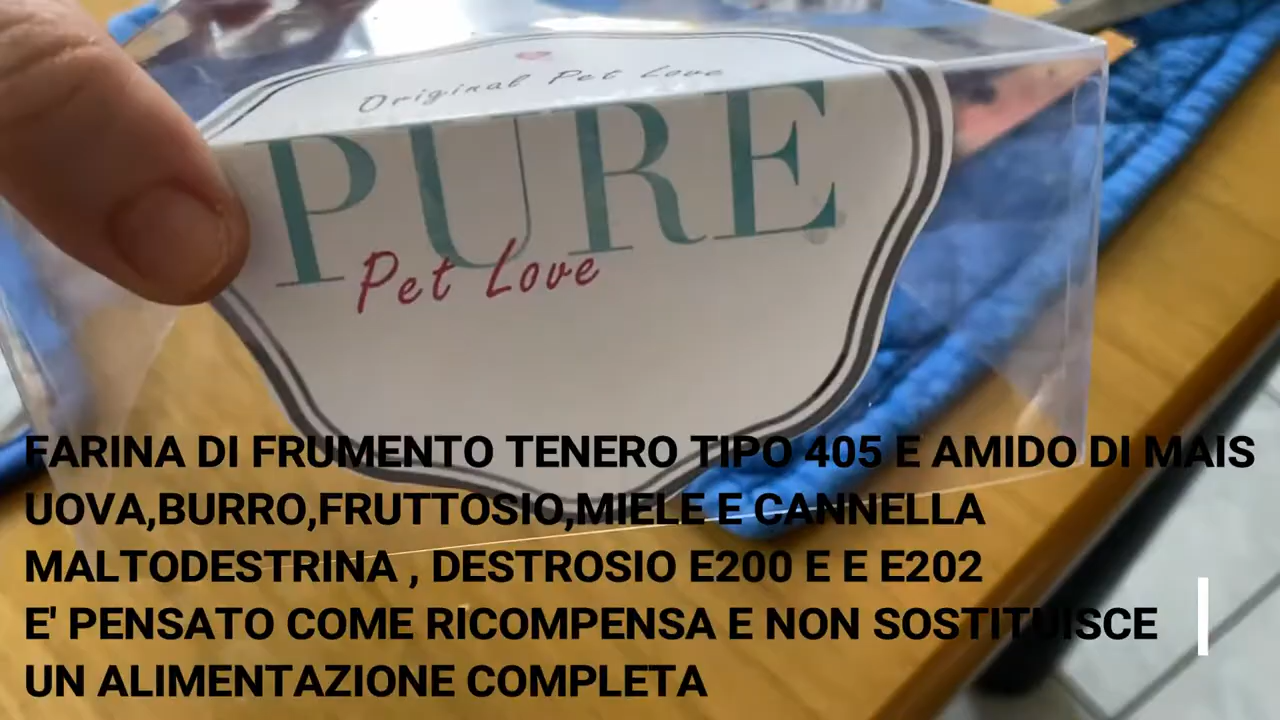 Original Pet Love
PURE
Pet Love
FARINA DI FRUMENTO TENERO TIPO 405 E AMIDO DI MAIS
UOVA,BURRO,FRUTTOSIO,MIELE E CANNELLA
MALTODESTRINA , DESTROSIO E200 E E E202
E' PENSATO COME RICOMPENSA E NON SOSTITUISCE
UN ALIMENTAZIONE COMPLETA